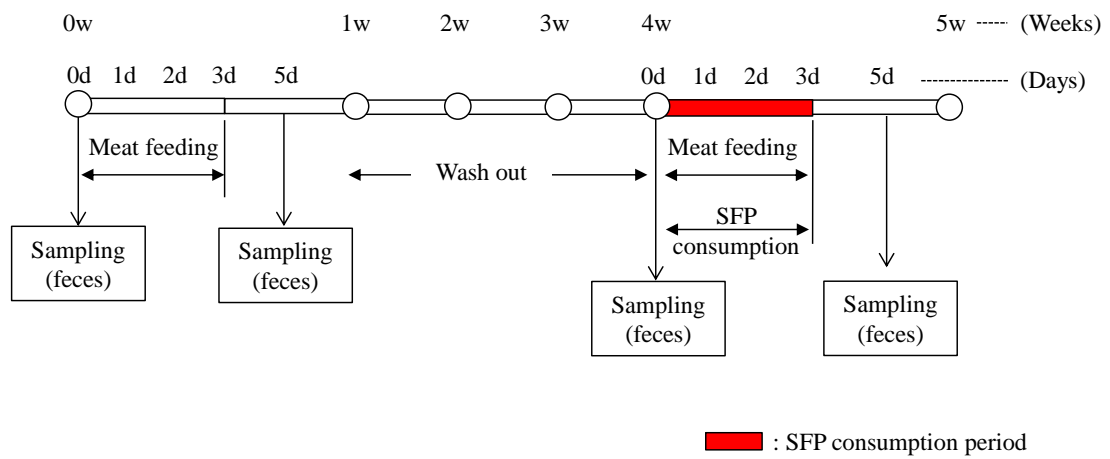 0w 1w 2w 3w 4w 5w (Weeks)
0d 1d 2d 3d 5d 0d 1d 2d 3d 5d (Days)
Meat feeding
Wash out
Meat feeding
SFP
consumption
Sampling
(feces)
Sampling
(feces)
Sampling
(feces)
Sampling
(feces)
: SFP consumption period